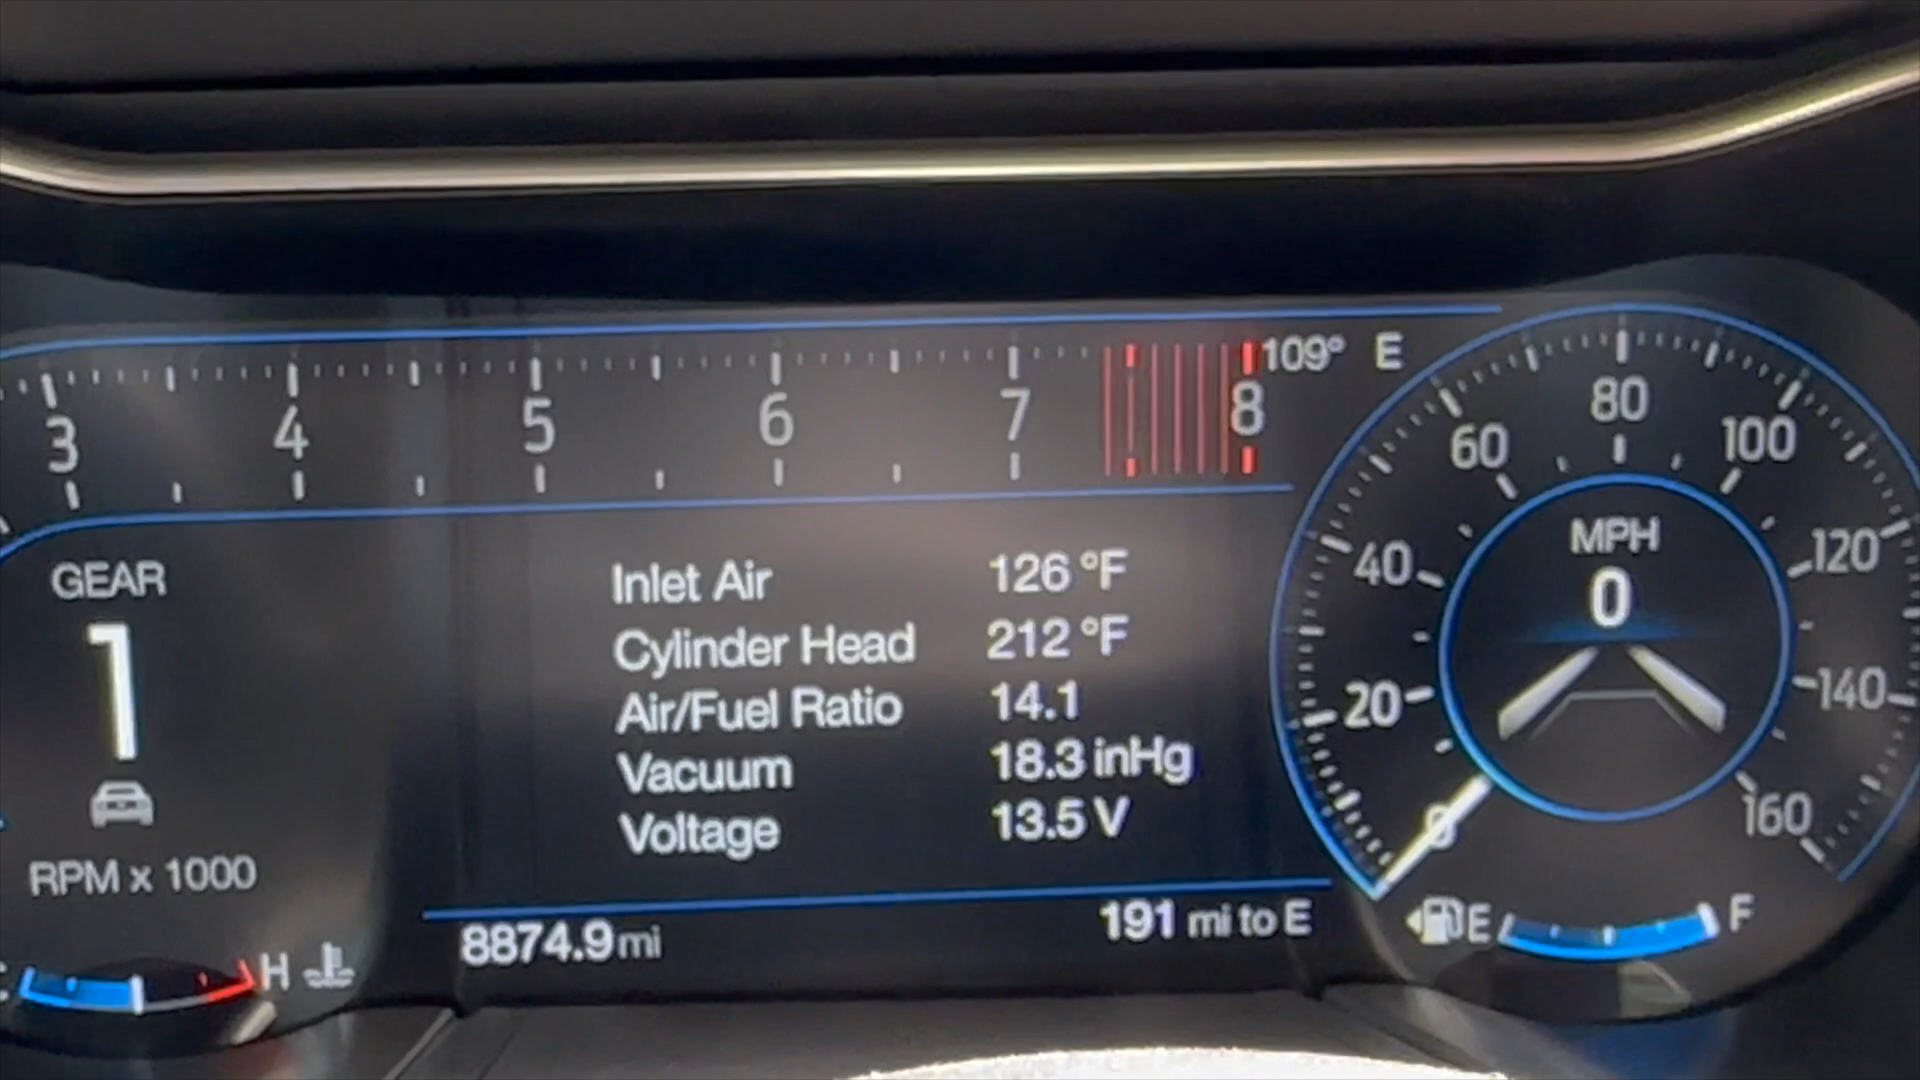 3 4 5 6 7 8
109° E
GEAR
1
RPM x 1000
H
Inlet Air 126 °F
Cylinder Head 212 °F
Air/Fuel Ratio 14.1
Vacuum 18.3 inHg
Voltage 13.5 V
8874.9 mi 191 mi to E
0 20 40 60 80 100 120 140 160
MPH
0
E F